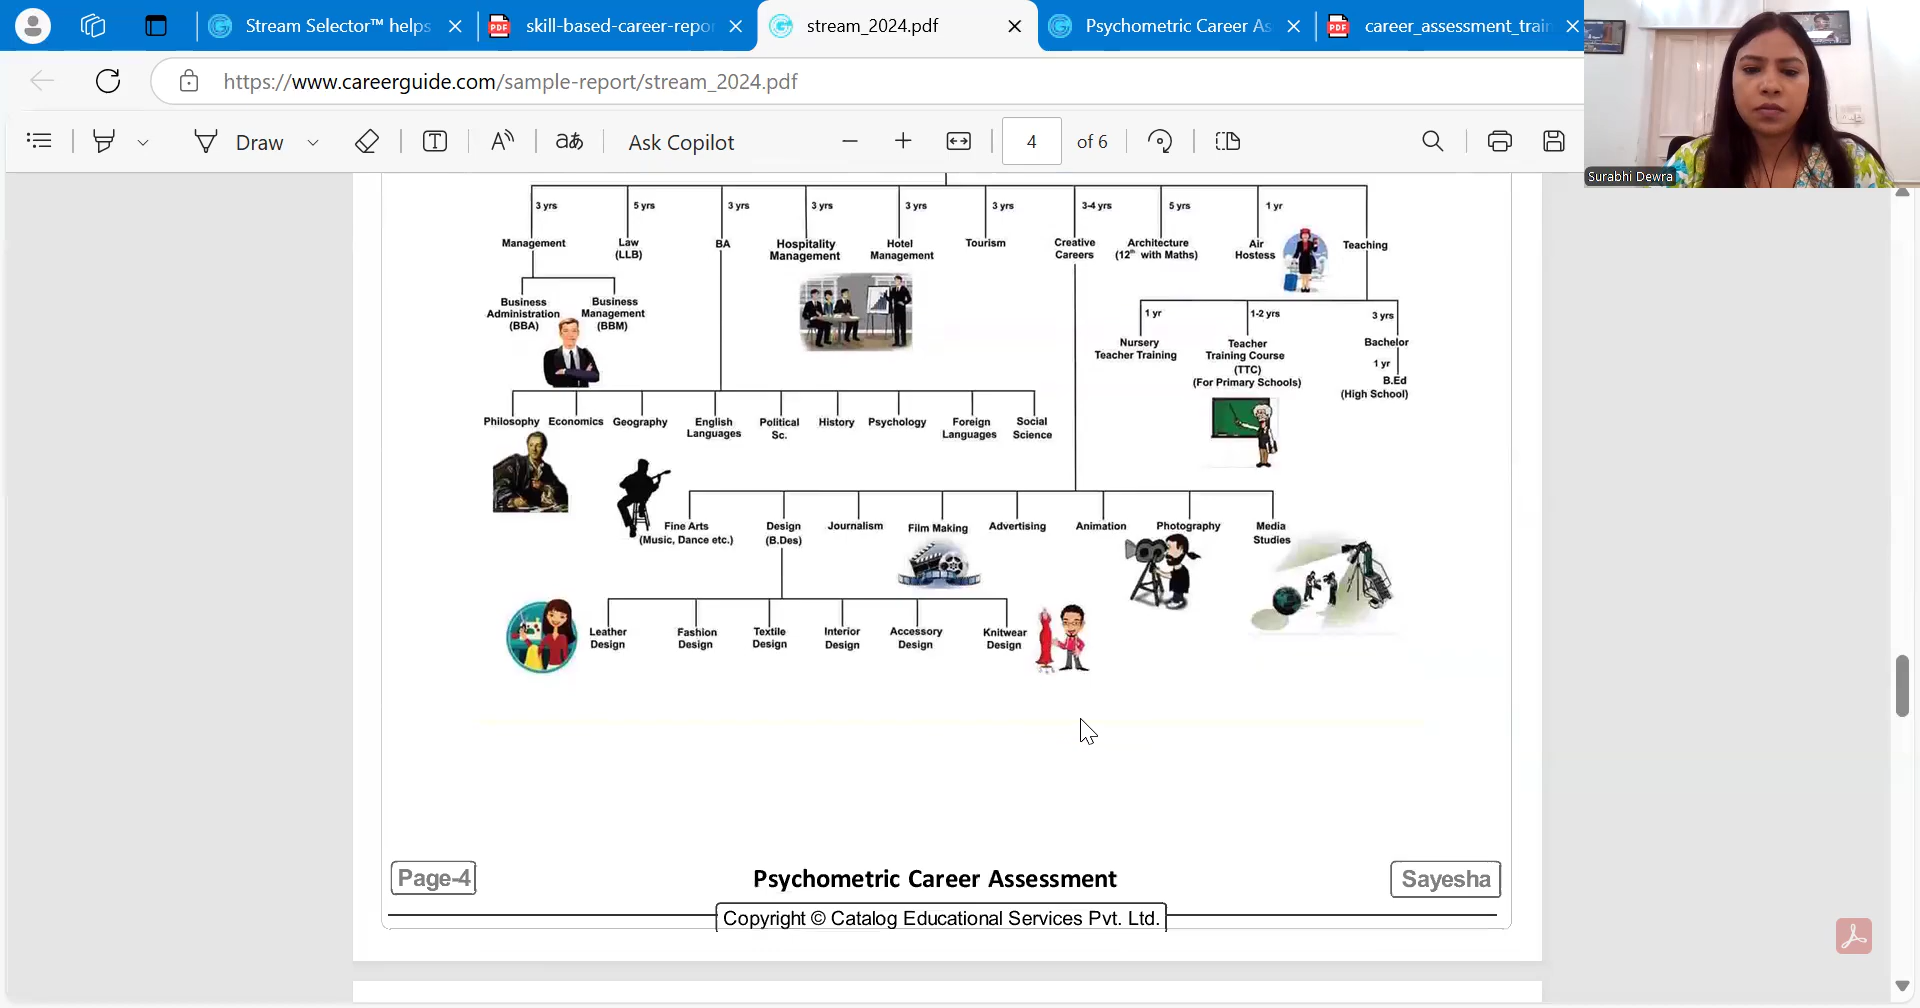 Stream Selector™ helps
skill-based-career-repor
stream_2024.pdf
Psychometric Career As
career_assessment_train
https://www.careerguide.com/sample-report/stream_2024.pdf
Draw
aあ
Ask Copilot
4
of 6
Surabhi Dewra
3 yrs
5 yrs
3 yrs
3 yrs
3 yrs
3 yrs
3-4 yrs
5 yrs
1 yr
Management
Law
(LLB)
BA
Hospitality
Management
Hotel
Management
Tourism
Creative
Careers
Architecture
(12th with Maths)
Air
Hostess
Teaching
Business
Administration
(BBA)
Business
Management
(BBM)
1 yr
1-2 yrs
3 yrs
Nursery
Teacher Training
Teacher
Training Course
(TTC)
(For Primary Schools)
Bachelor
1 yr
B.Ed
(High School)
Philosophy
Economics
Geography
English
Languages
Political
Sc.
History
Psychology
Foreign
Languages
Social
Science
Fine Arts
(Music, Dance etc.)
Design
(B.Des)
Journalism
Film Making
Advertising
Animation
Photography
Media
Studies
Leather
Design
Fashion
Design
Textile
Design
Interior
Design
Accessory
Design
Knitwear
Design
Page-4
Psychometric Career Assessment
Sayesha
Copyright © Catalog Educational Services Pvt. Ltd.